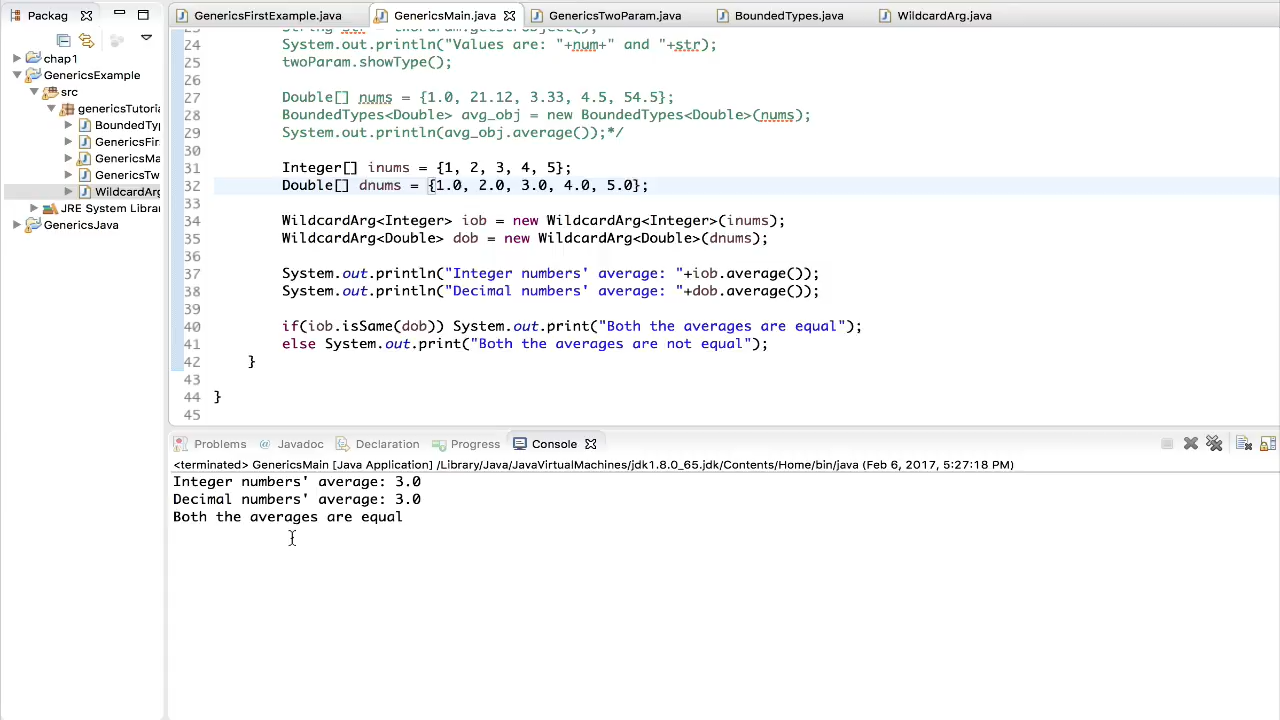 Packag
GenericsFirstExample.java
GenericsMain.java
GenericsTwoParam.java
BoundedTypes.java
WildcardArg.java
chap1
GenericsExample
src
genericsTutoria
BoundedTyp
GenericsFir
GenericsMa
GenericsTw
WildcardArg
JRE System Librar
GenericsJava
24 System.out.println("Values are: "+num+" and "+str);
25 twoParam.showType();
26
27 Double[] nums = {1.0, 21.12, 3.33, 4.5, 54.5};
28 BoundedTypes<Double> avg_obj = new BoundedTypes<Double>(nums);
29 System.out.println(avg_obj.average());*/
30
31 Integer[] inums = {1, 2, 3, 4, 5};
32 Double[] dnums = {1.0, 2.0, 3.0, 4.0, 5.0};
33
34 WildcardArg<Integer> iob = new WildcardArg<Integer>(inums);
35 WildcardArg<Double> dob = new WildcardArg<Double>(dnums);
36
37 System.out.println("Integer numbers' average: "+iob.average());
38 System.out.println("Decimal numbers' average: "+dob.average());
39
40 if(iob.isSame(dob)) System.out.print("Both the averages are equal");
41 else System.out.print("Both the averages are not equal");
42 }
43
44 }
45
Problems @ Javadoc Declaration Progress Console
<terminated> GenericsMain [Java Application] /Library/Java/JavaVirtualMachines/jdk1.8.0_65.jdk/Contents/Home/bin/java (Feb 6, 2017, 5:27:18 PM)
Integer numbers' average: 3.0
Decimal numbers' average: 3.0
Both the averages are equal